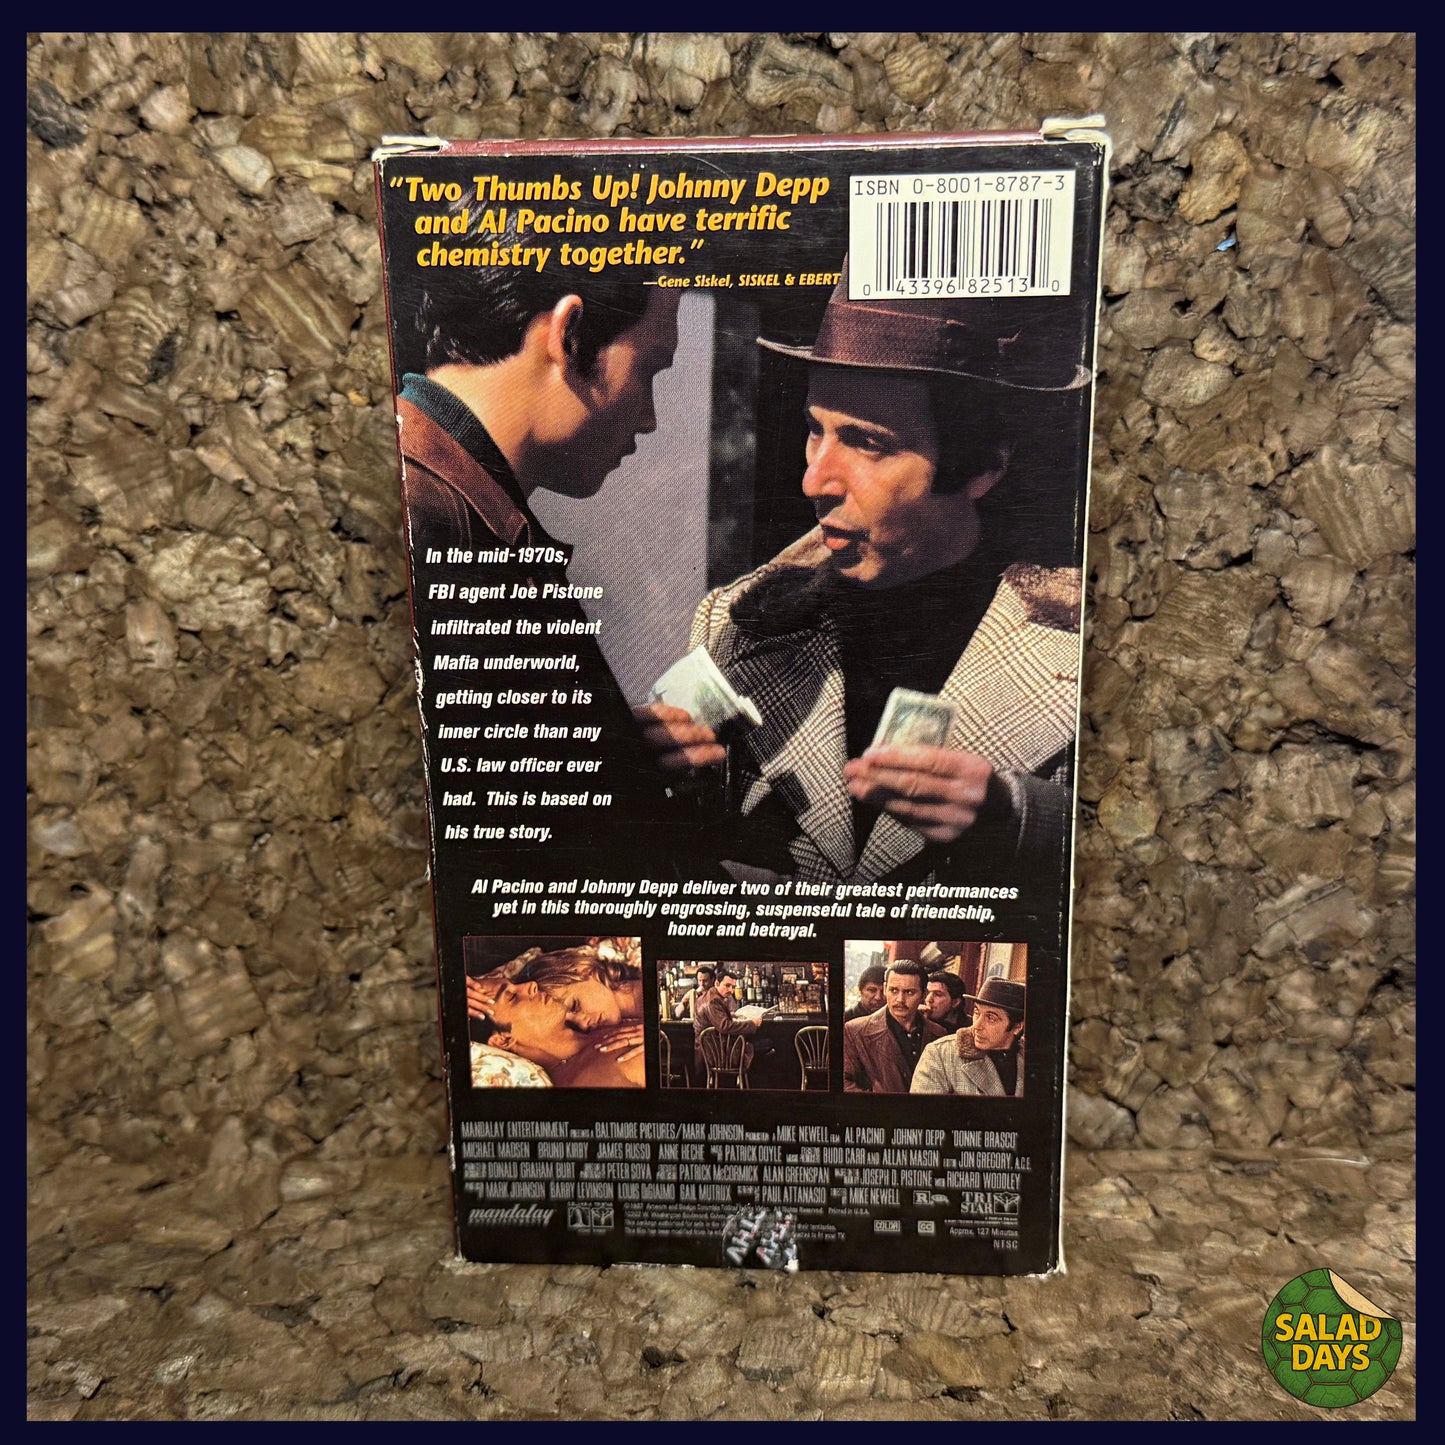 "Two Thumbs Up! Johnny Depp
and Al Pacino have terrific
chemistry together."
—Gene Siskel, SISKEL & EBERT
ISBN 0-8001-8787-3
0 43396 82513 0
In the mid-1970s,
FBI agent Joe Pistone
infiltrated the violent
Mafia underworld,
getting closer to its
inner circle than any
U.S. law officer ever
had. This is based on
his true story.
Al Pacino and Johnny Depp deliver two of their greatest performances
yet in this thoroughly engrossing, suspenseful tale of friendship,
honor and betrayal.
MANDALAY ENTERTAINMENT PRESENTS A BALTIMORE PICTURES/MARK JOHNSON PRODUCTION A MIKE NEWELL FILM AL PACINO JOHNNY DEPP "DONNIE BRASCO"
MICHAEL MADSEN BRUNO KIRBY JAMES RUSSO ANNE HECHE PATRICK DOYLE BUDD CARR AND ALLAN MASON JON GREGORY, A.C.E.
DONALD GRAHAM BURT PETER SOVA PATRICK McCORMICK ALAN GREENSPAN JOSEPH D. PISTONE WITH RICHARD WOODLEY
MARK JOHNSON BARRY LEVINSON LOUIS DIGIAIMO GAIL MUTRUX PAUL ATTANASIO MIKE NEWELL R
TRI STAR
mandalay
ENTERTAINMENT
Printed in U.S.A.
COLOR CC
Approx. 127 Minutes
NTSC
SALAD
DAYS